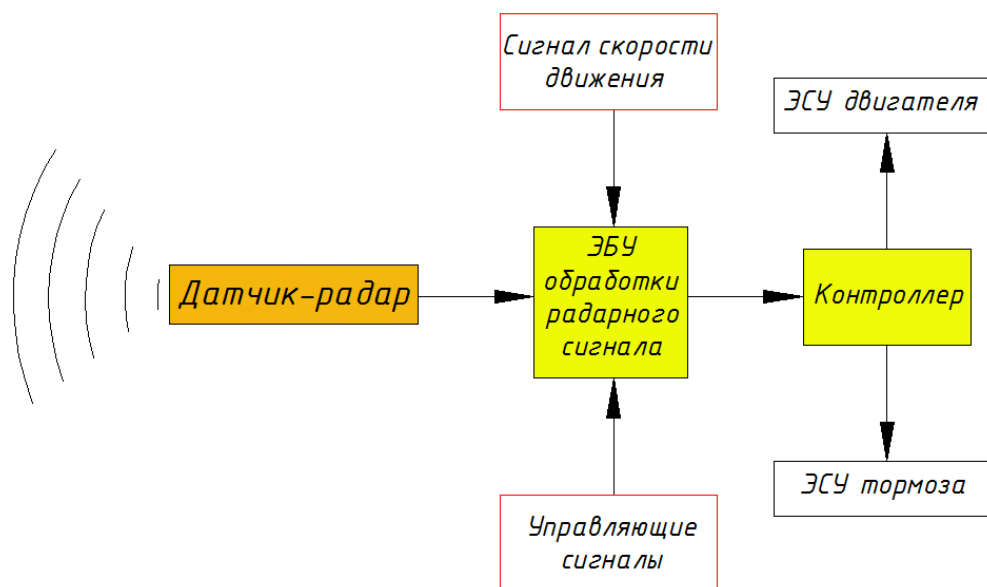 Сигнал скорости
движения
ЭСУ двигателя
Датчик-радар
ЭБУ
обработки
радарного
сигнала
Контроллер
ЭСУ тормоза
Управляющие
сигналы